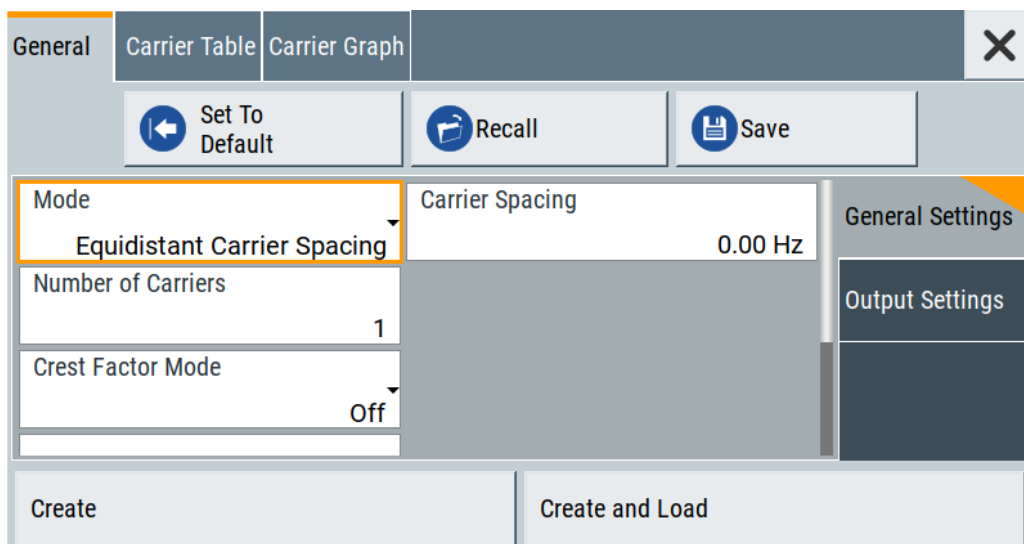 General
Carrier Table
Carrier Graph
Set To
Default
Recall
Save
Mode
Equidistant Carrier Spacing
Carrier Spacing
0.00 Hz
Number of Carriers
1
Crest Factor Mode
Off
General Settings
Output Settings
Create
Create and Load